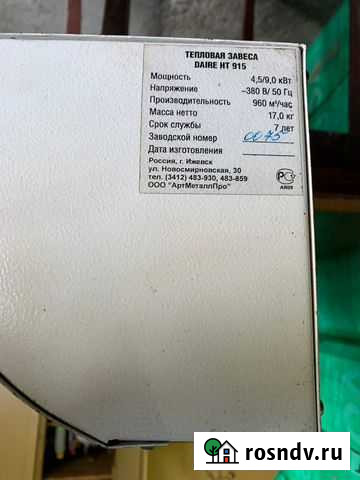 ТЕПЛОВАЯ ЗАВЕСА
DAIRE HT 915
Мощность 4,5/9,0 кВт
Напряжение ~380 В/ 50 Гц
Производительность 960 м³/час
Масса нетто 17,0 кг
Срок службы 7 лет
Заводской номер 0075
Дата изготовления
Россия, г. Ижевск
ул. Новосмирновская, 30
тел. (3412) 483-930, 483-859
ООО "АртМеталлПро"
АЯ09
rosndv.ru